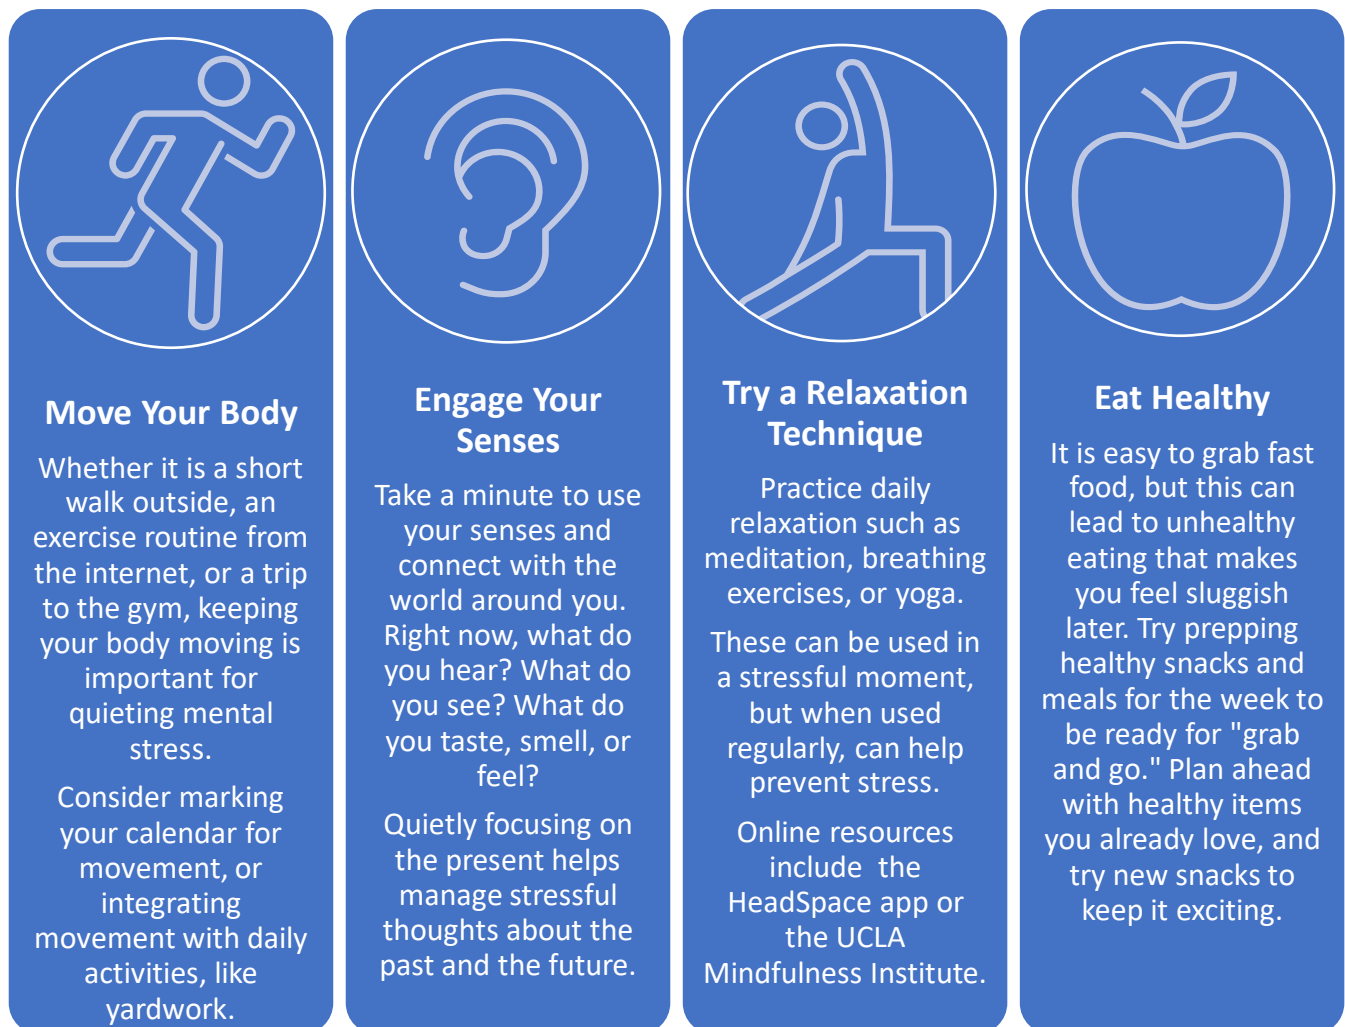 Move Your Body
Whether it is a short
walk outside, an
exercise routine from
the internet, or a trip
to the gym, keeping
your body moving is
important for
quieting mental
stress.
Consider marking
your calendar for
movement, or
integrating
movement with daily
activities, like
yardwork.
Engage Your
Senses
Take a minute to use
your senses and
connect with the
world around you.
Right now, what do
you hear? What do
you see? What do
you taste, smell, or
feel?
Quietly focusing on
the present helps
manage stressful
thoughts about the
past and the future.
Try a Relaxation
Technique
Practice daily
relaxation such as
meditation, breathing
exercises, or yoga.
These can be used in
a stressful moment,
but when used
regularly, can help
prevent stress.
Online resources
include  the
HeadSpace app or
the UCLA
Mindfulness Institute.
Eat Healthy
It is easy to grab fast
food, but this can
lead to unhealthy
eating that makes
you feel sluggish
later. Try prepping
healthy snacks and
meals for the week to
be ready for "grab
and go." Plan ahead
with healthy items
you already love, and
try new snacks to
keep it exciting.